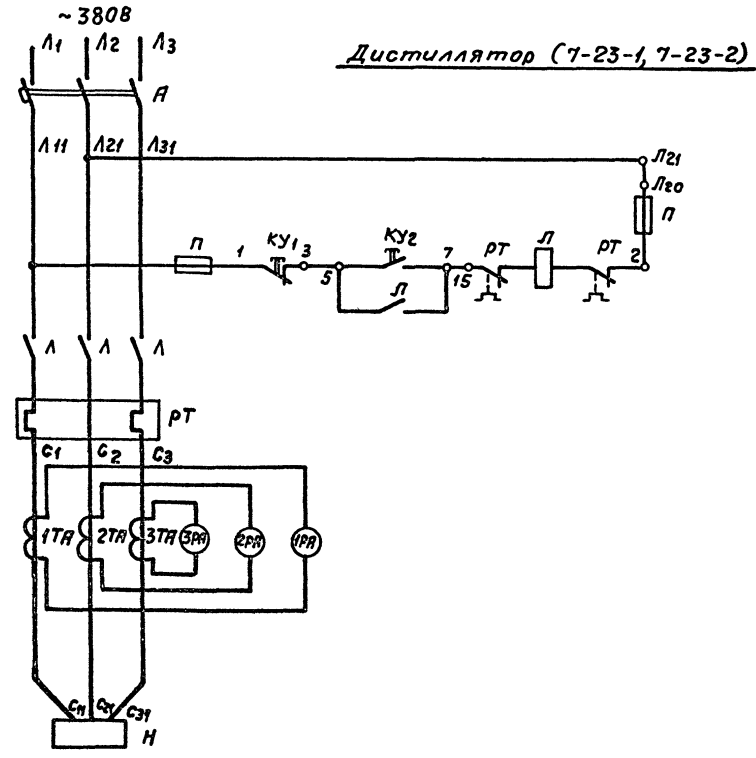 ~380В
Л1 Л2 Л3
Дистиллятор (7-23-1, 7-23-2)
А
Л11 Л21 Л31
Л21
Л20
П
П 1 КУ1 3 5 КУ2 7 15 РТ Л РТ 2
Л
Л Л Л
РТ
С1 С2 С3
1ТА 2ТА 3ТА 3РА 2РА 1РА
С11 С21 С31
Н